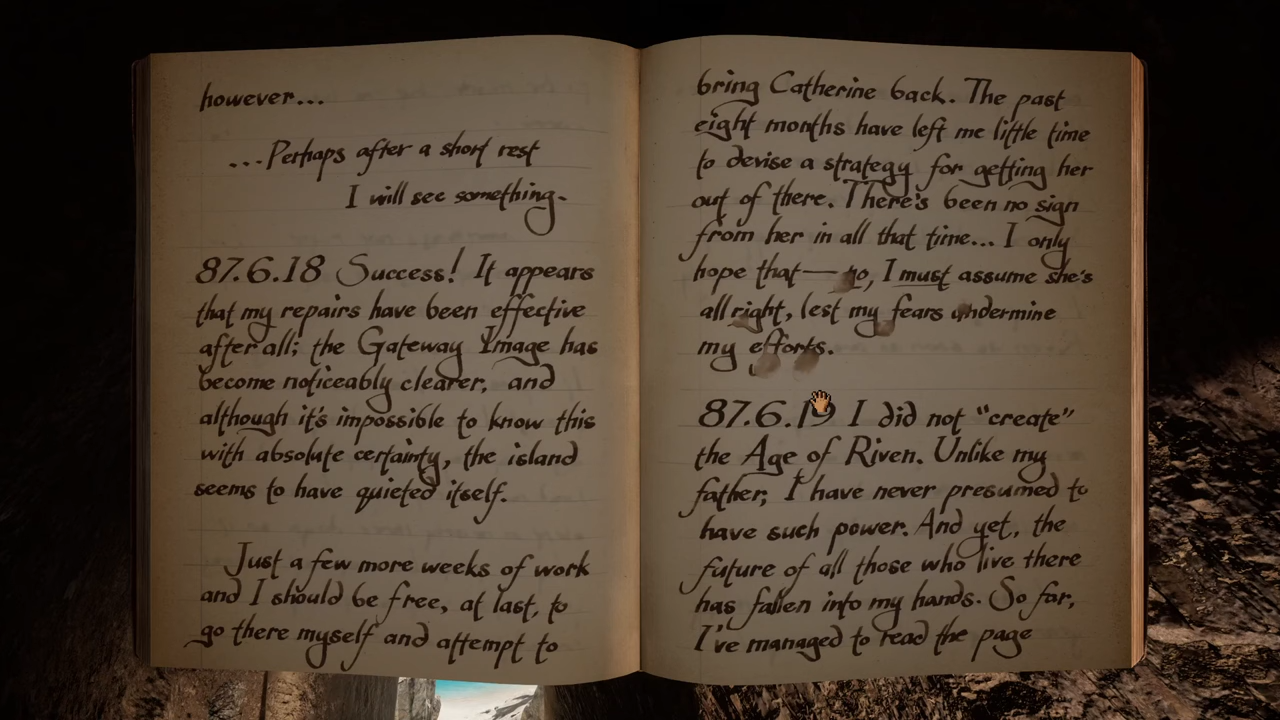 however...
...Perhaps after a short rest
I will see something.
87.6.18 Success! It appears
that my repairs have been effective
after all; the Gateway Image has
become noticeably clearer, and
although it's impossible to know this
with absolute certainty, the island
seems to have quieted itself.
Just a few more weeks of work
and I should be free, at last, to
go there myself and attempt to
bring Catherine back. The past
eight months have left me little time
to devise a strategy for getting her
out of there. There's been no sign
from her in all that time... I only
hope that— no, I must assume she's
all right, lest my fears undermine
my efforts.
87.6.19 I did not "create"
the Age of Riven. Unlike my
father; I have never presumed to
have such power. And yet, the
future of all those who live there
has fallen into my hands. So far,
I've managed to read the page